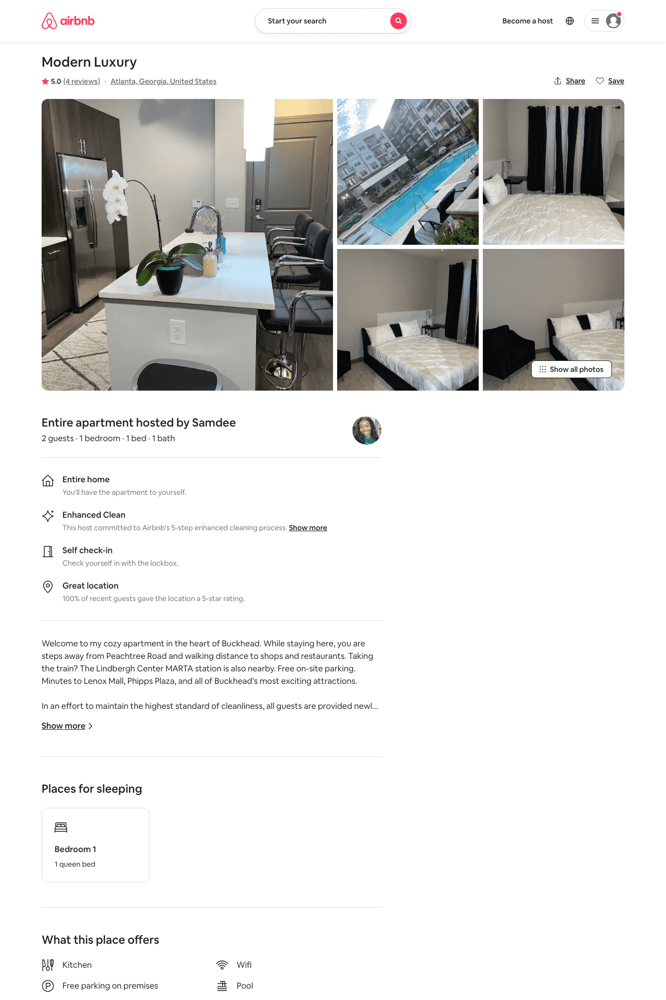 airbnb
Start your search
Become a host
Modern Luxury
5.0 (4 reviews) · Atlanta, Georgia, United States
Share
Save
Show all photos
Entire apartment hosted by Samdee
2 guests · 1 bedroom · 1 bed · 1 bath
Entire home
You’ll have the apartment to yourself.
Enhanced Clean
This host committed to Airbnb's 5-step enhanced cleaning process. Show more
Self check-in
Check yourself in with the lockbox.
Great location
100% of recent guests gave the location a 5-star rating.
Welcome to my cozy apartment in the heart of Buckhead. While staying here, you are
steps away from Peachtree Road and walking distance to shops and restaurants. Taking
the train? The Lindbergh Center MARTA station is also nearby. Free on-site parking.
Minutes to Lenox Mall, Phipps Plaza, and all of Buckhead’s most exciting attractions.
In an effort to maintain the highest standard of cleanliness, all guests are provided newl...
Show more
Places for sleeping
Bedroom 1
1 queen bed
What this place offers
Kitchen
Wifi
Free parking on premises
Pool